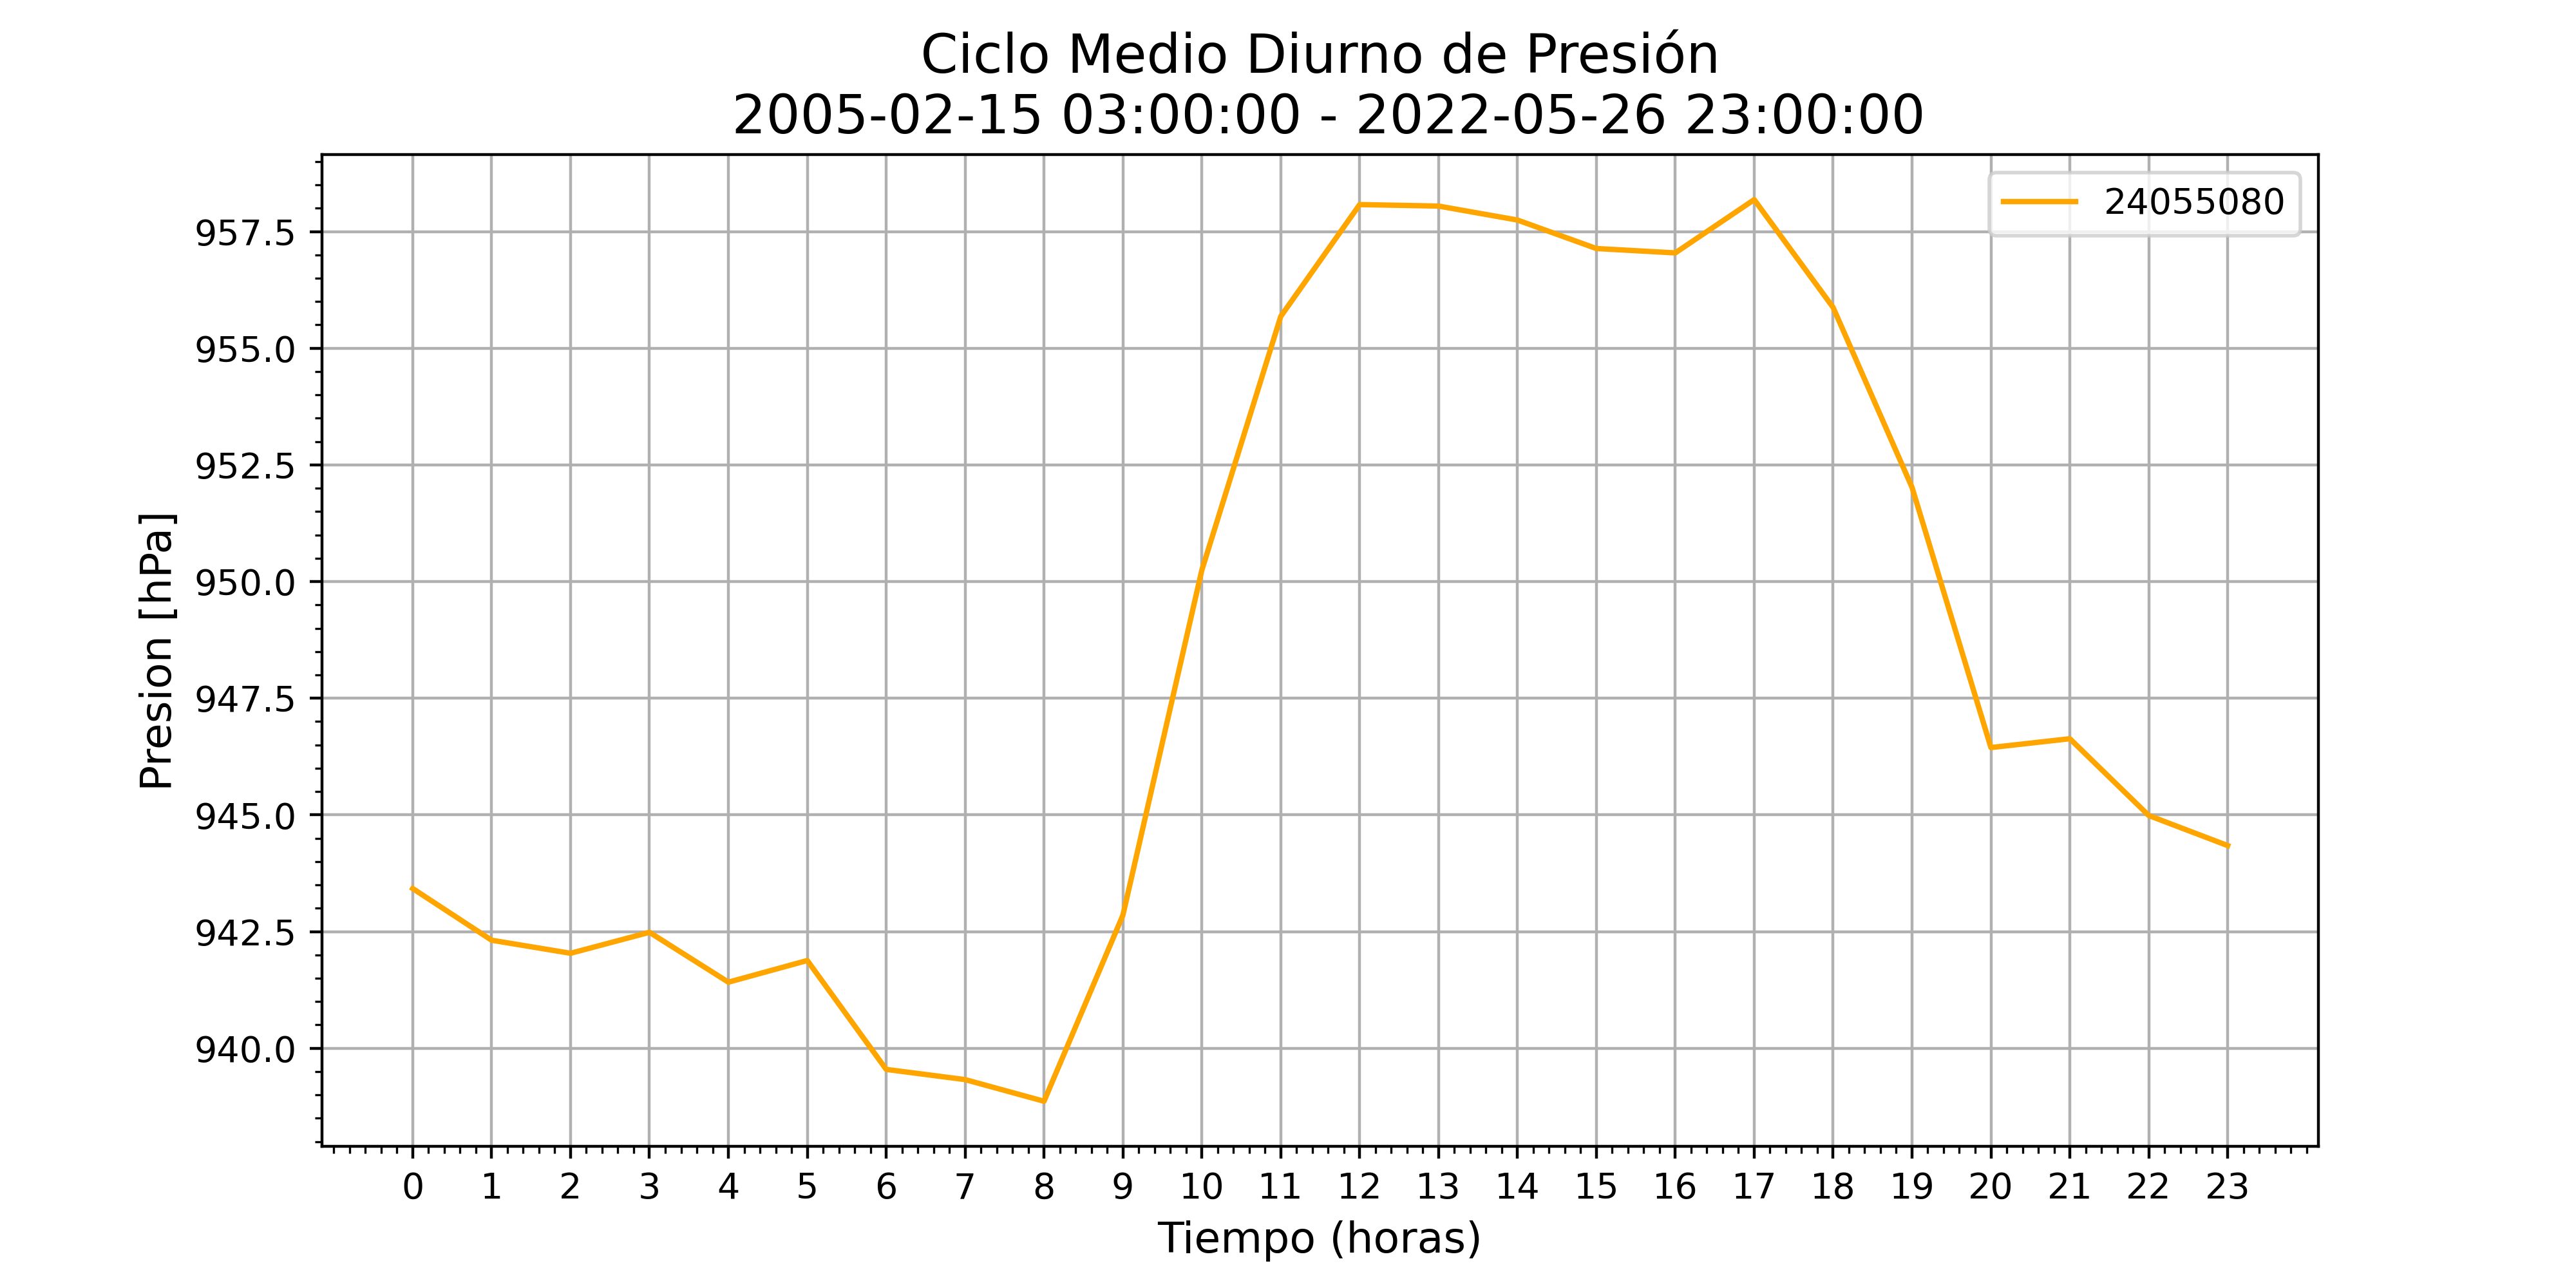 Ciclo Medio Diurno de Presión
2005-02-15 03:00:00 - 2022-05-26 23:00:00
24055080
957.5
955.0
952.5
950.0
947.5
945.0
942.5
940.0
Presion [hPa]
0 1 2 3 4 5 6 7 8 9 10 11 12 13 14 15 16 17 18 19 20 21 22 23
Tiempo (horas)